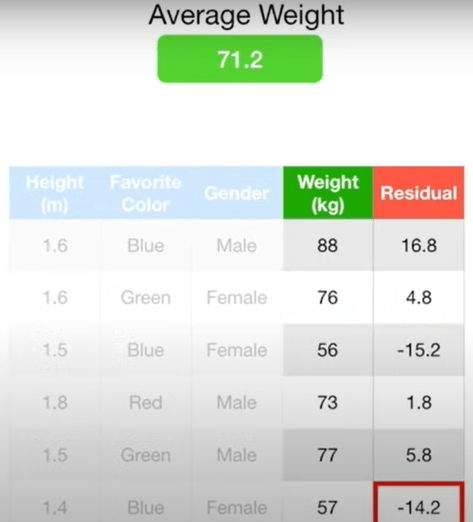 Average Weight
71.2
Height (m) Favorite Color Gender Weight (kg) Residual
1.6 Blue Male 88 16.8
1.6 Green Female 76 4.8
1.5 Blue Female 56 -15.2
1.8 Red Male 73 1.8
1.5 Green Male 77 5.8
1.4 Blue Female 57 -14.2